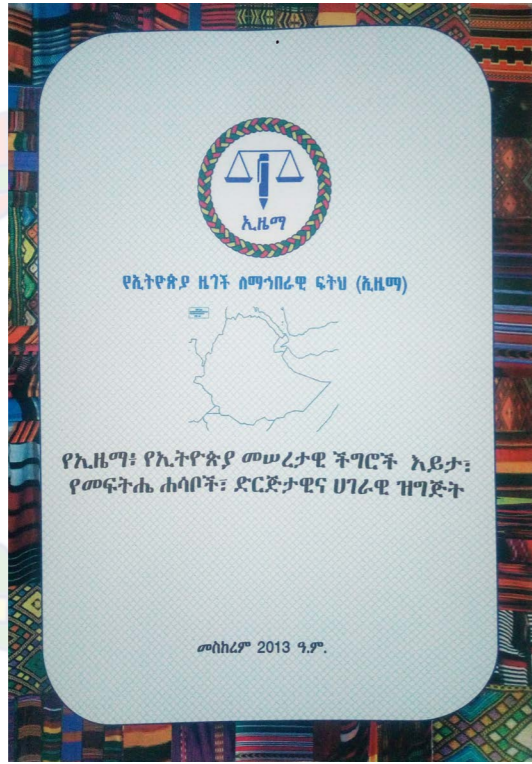 ኢዜማ
የኢትዮጵያ ዜጎች ለማኅበራዊ ፍትህ (ኢዜማ)
የኢዜማ፥ የኢትዮጵያ መሠረታዊ ችግሮች እይታ፣
የመፍትሔ ሐሳቦች፣ ድርጅታዊና ሀገራዊ ዝግጅት
መስከረም 2013 ዓ.ም.